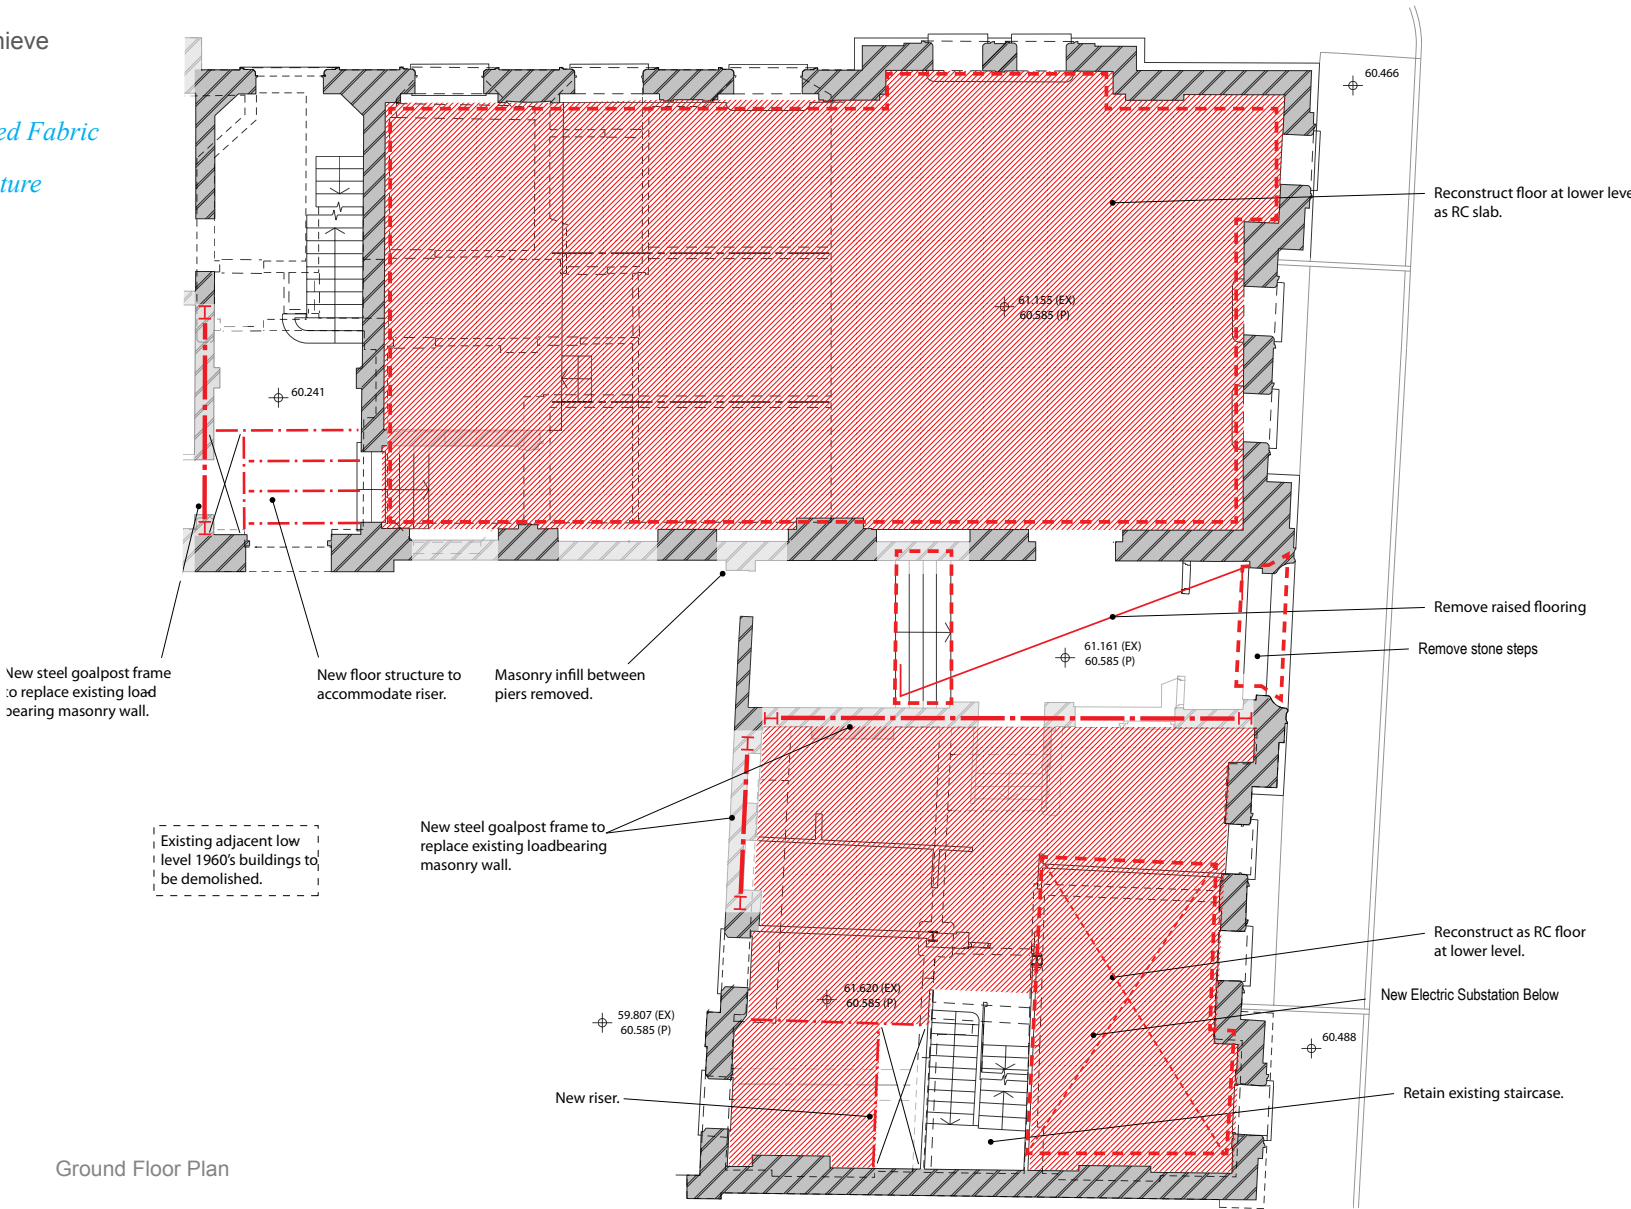 nieve
ed Fabric
ture
60.466
Reconstruct floor at lower leve
as RC slab.
61.155 (EX)
60.585 (P)
60.241
Remove raised flooring
61.161 (EX)
60.585 (P)
Remove stone steps
New steel goalpost frame
to replace existing load
bearing masonry wall.
New floor structure to
accommodate riser.
Masonry infill between
piers removed.
Existing adjacent low
level 1960's buildings to
be demolished.
New steel goalpost frame to
replace existing loadbearing
masonry wall.
Reconstruct as RC floor
at lower level.
New Electric Substation Below
61.620 (EX)
60.585 (P)
59.807 (EX)
60.585 (P)
60.488
New riser.
Retain existing staircase.
Ground Floor Plan